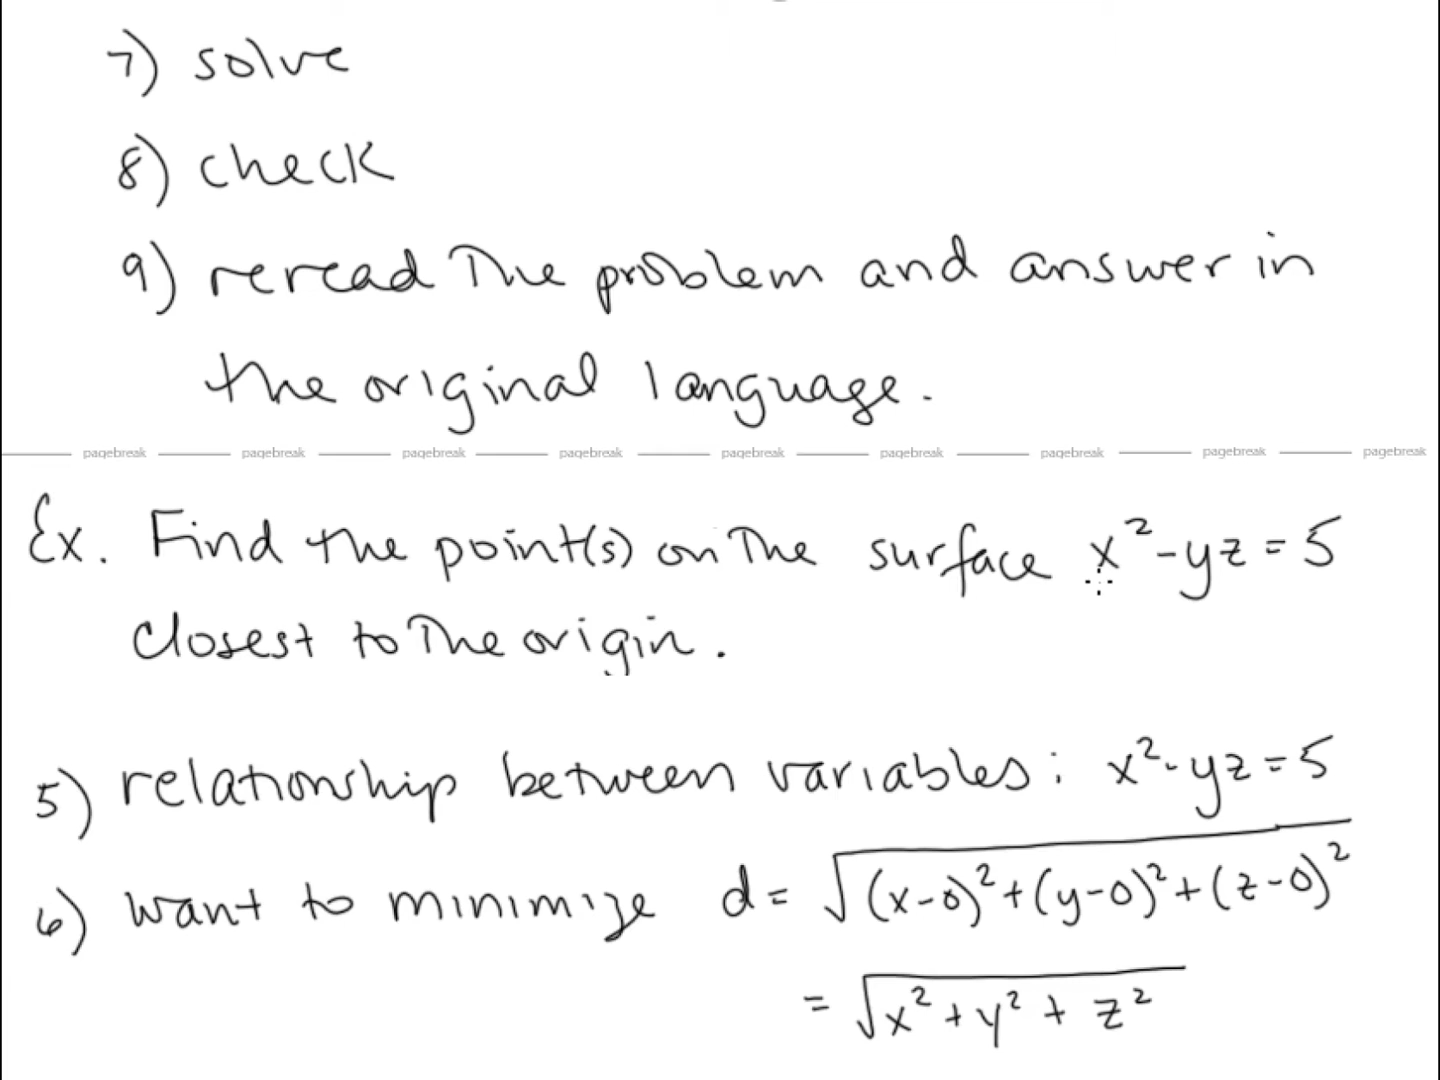 7) solve
8) check
9) reread The problem and answer in
the original language.
pagebreak pagebreak pagebreak pagebreak pagebreak pagebreak pagebreak pagebreak pagebreak
Ex. Find the point(s) on The surface x²-yz=5
closest to The origin.
5) relationship between variables: x²-yz=5
6) want to minimize d= √(x-0)²+(y-0)²+(z-0)²
= √x²+y²+z²